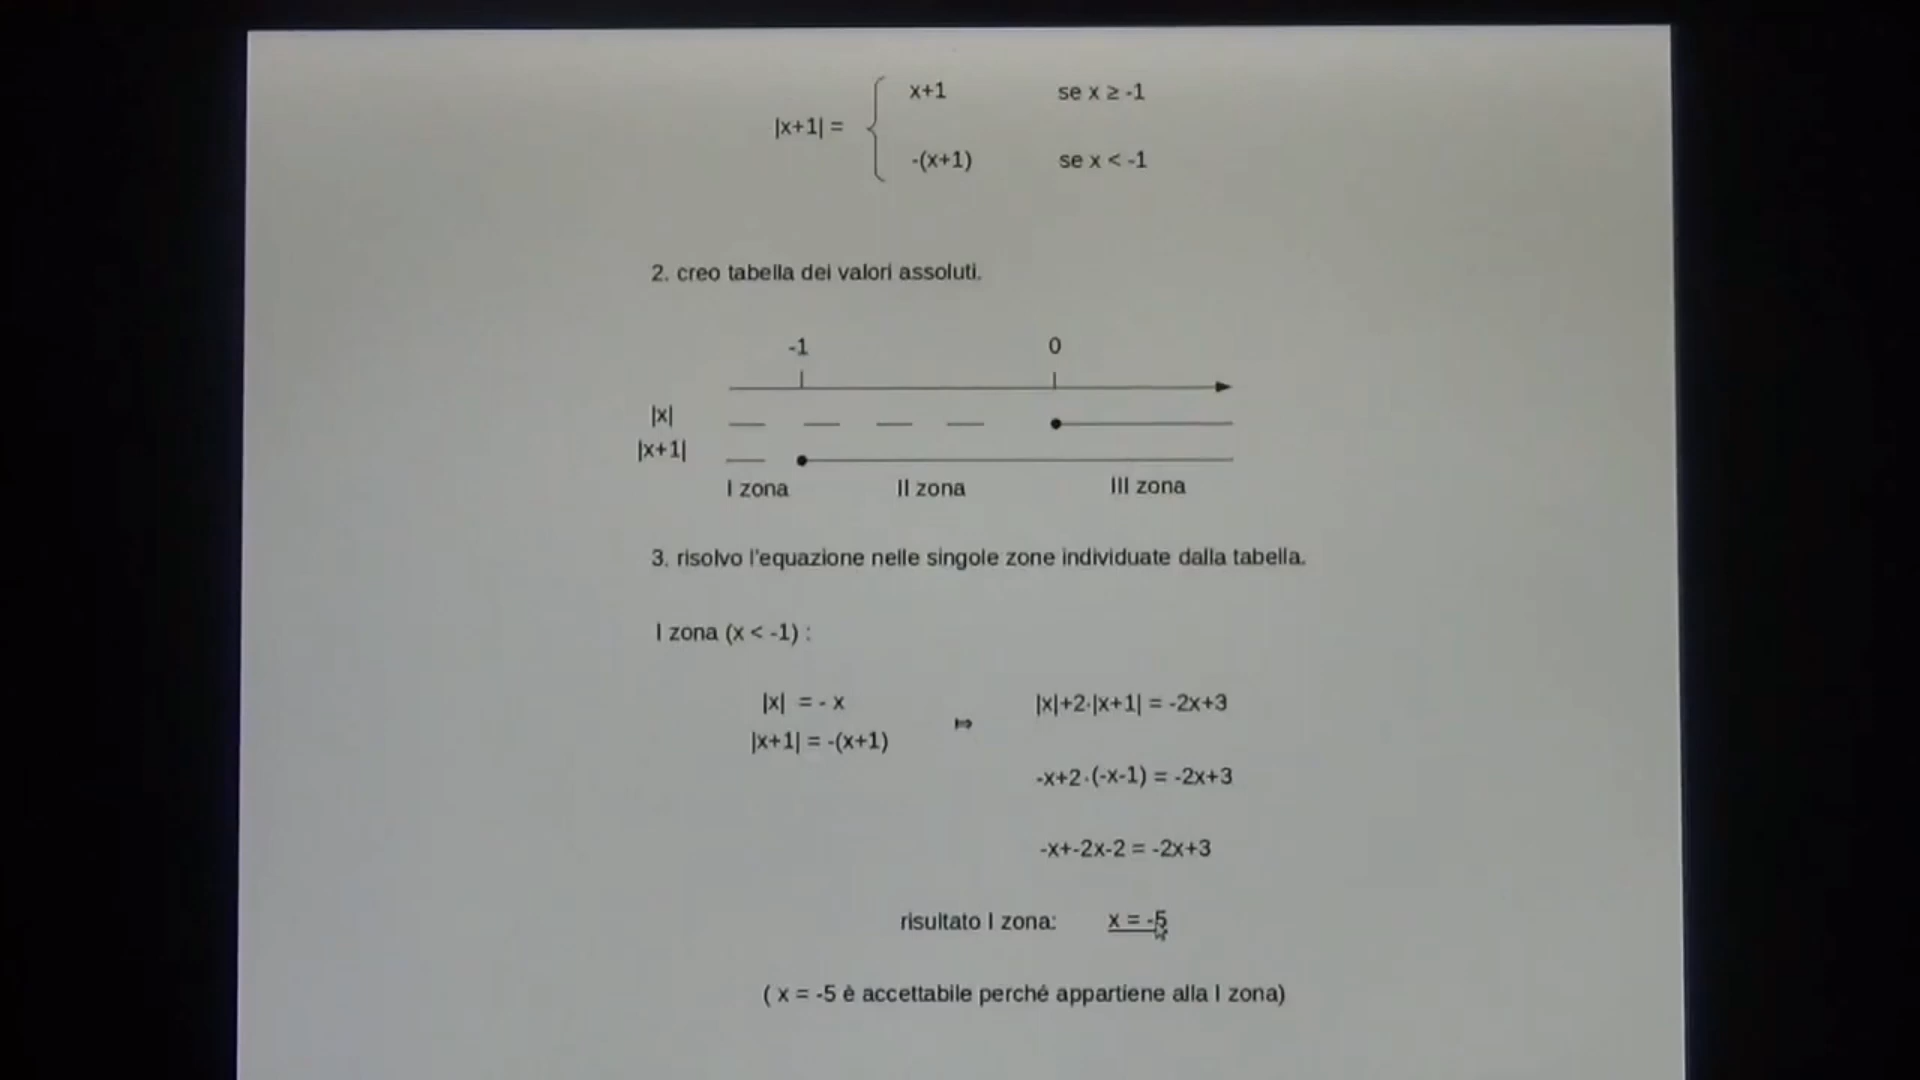 x+1 se x ≥ -1
|x+1| =
-(x+1) se x < -1
2. creo tabella dei valori assoluti.
-1 0
|x|
|x+1|
I zona II zona III zona
3. risolvo l'equazione nelle singole zone individuate dalla tabella.
I zona (x < -1) :
|x| = - x ↦ |x|+2·|x+1| = -2x+3
|x+1| = -(x+1)
-x+2·(-x-1) = -2x+3
-x+-2x-2 = -2x+3
risultato I zona: x = -5
( x = -5 è accettabile perché appartiene alla I zona)